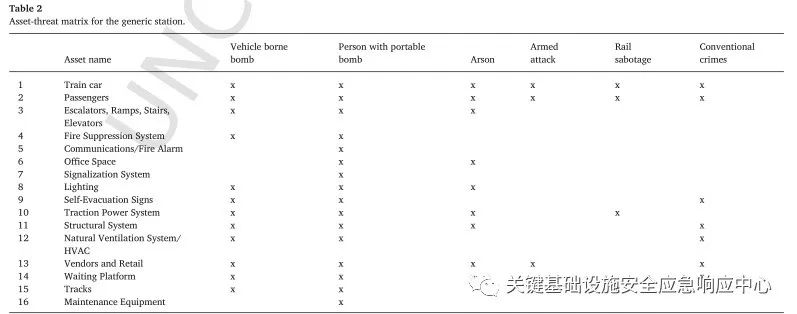 Table 2
Asset-threat matrix for the generic station.
UNC
Vehicle borne Person with portable Armed Rail Conventional
Asset name bomb bomb Arson attack sabotage crimes
1 Train car x x x x x x
2 Passengers x x x x x x
3 Escalators, Ramps, Stairs, x x x
Elevators
4 Fire Suppression System x x
5 Communications/Fire Alarm x
6 Office Space x x
7 Signalization System x
8 Lighting x x x
9 Self-Evacuation Signs x x x
10 Traction Power System x x x x
11 Structural System x x x x
12 Natural Ventilation System/ x x x
HVAC
13 Vendors and Retail x x x x x
14 Waiting Platform x x x
15 Tracks x x
16 Maintenance Equipment x
关键基础设施安全应急响应中心